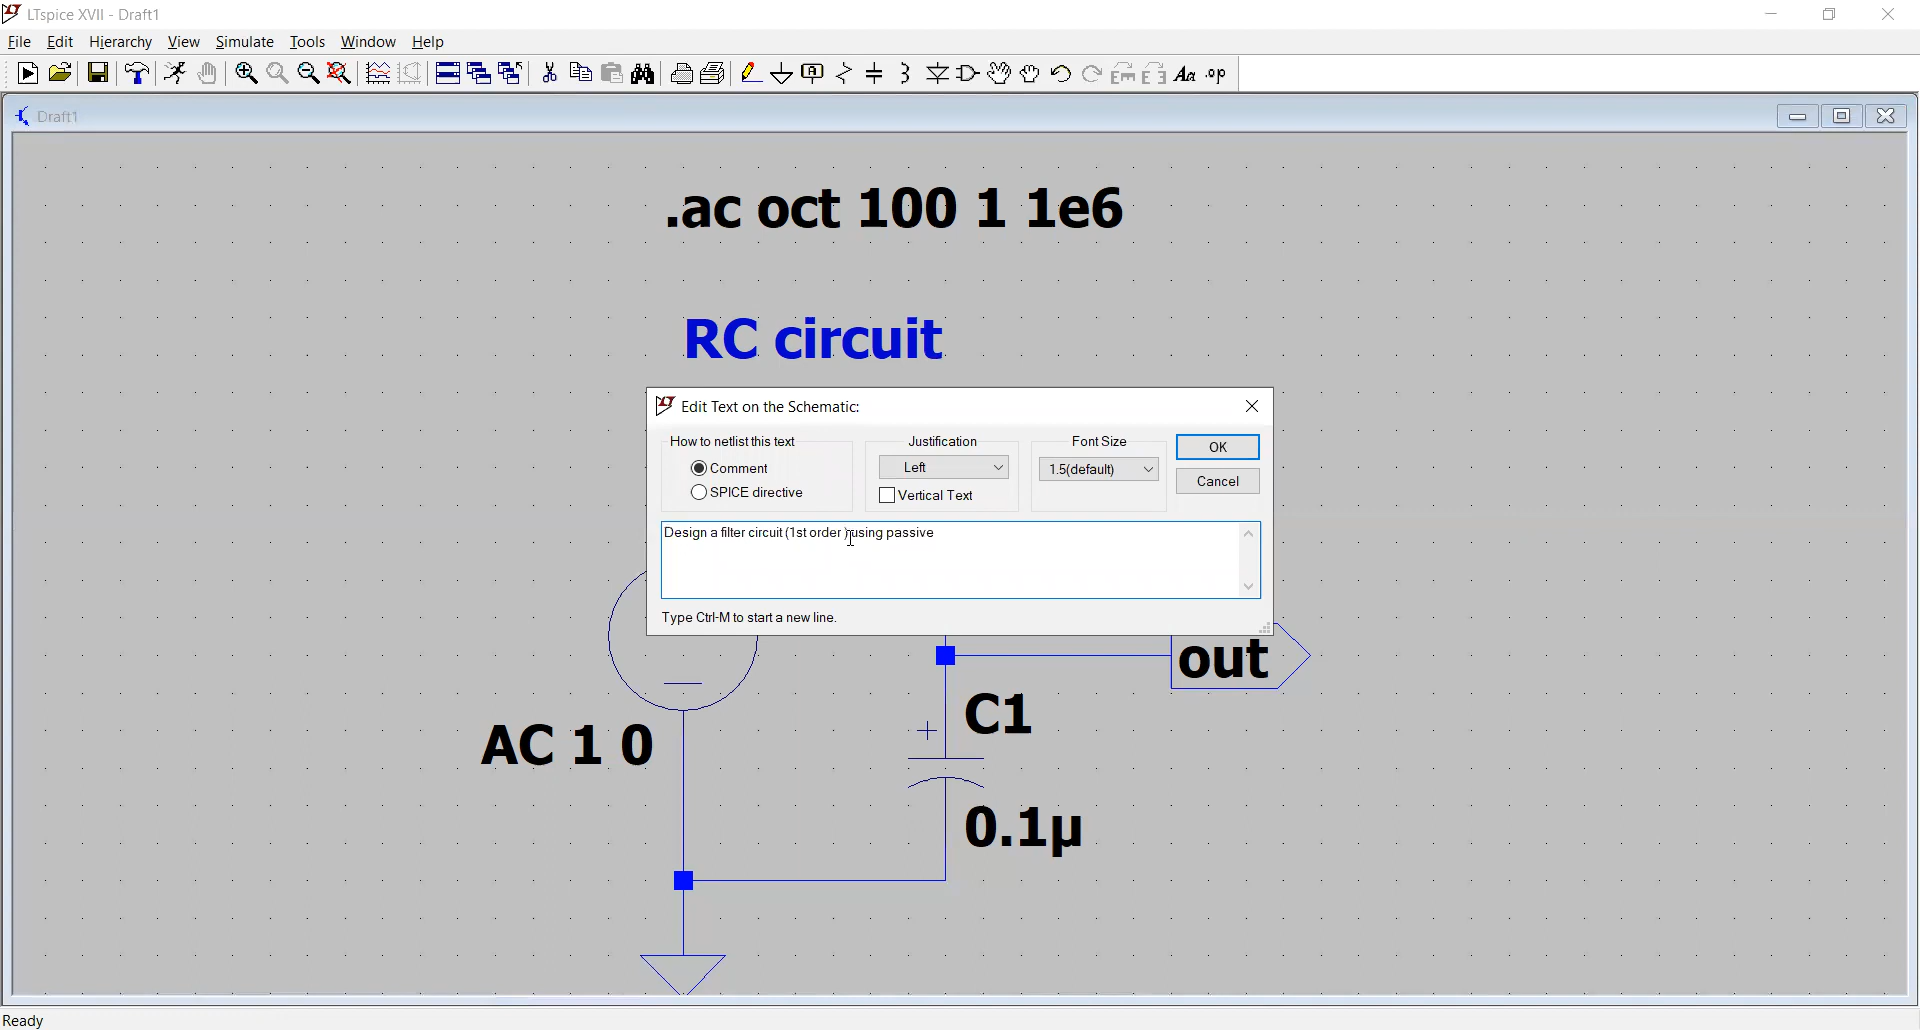 LTspice XVII - Draft1
File Edit Hierarchy View Simulate Tools Window Help
Aa .op
Draft1
.ac oct 100 1 1e6
RC circuit
Edit Text on the Schematic:
How to netlist this text
Comment
SPICE directive
Justification
Left
Vertical Text
Font Size
1.5(default)
OK
Cancel
Design a filter circuit (1st order ) using passive
Type Ctrl-M to start a new line.
out
C1
AC 1 0
0.1µ
Ready